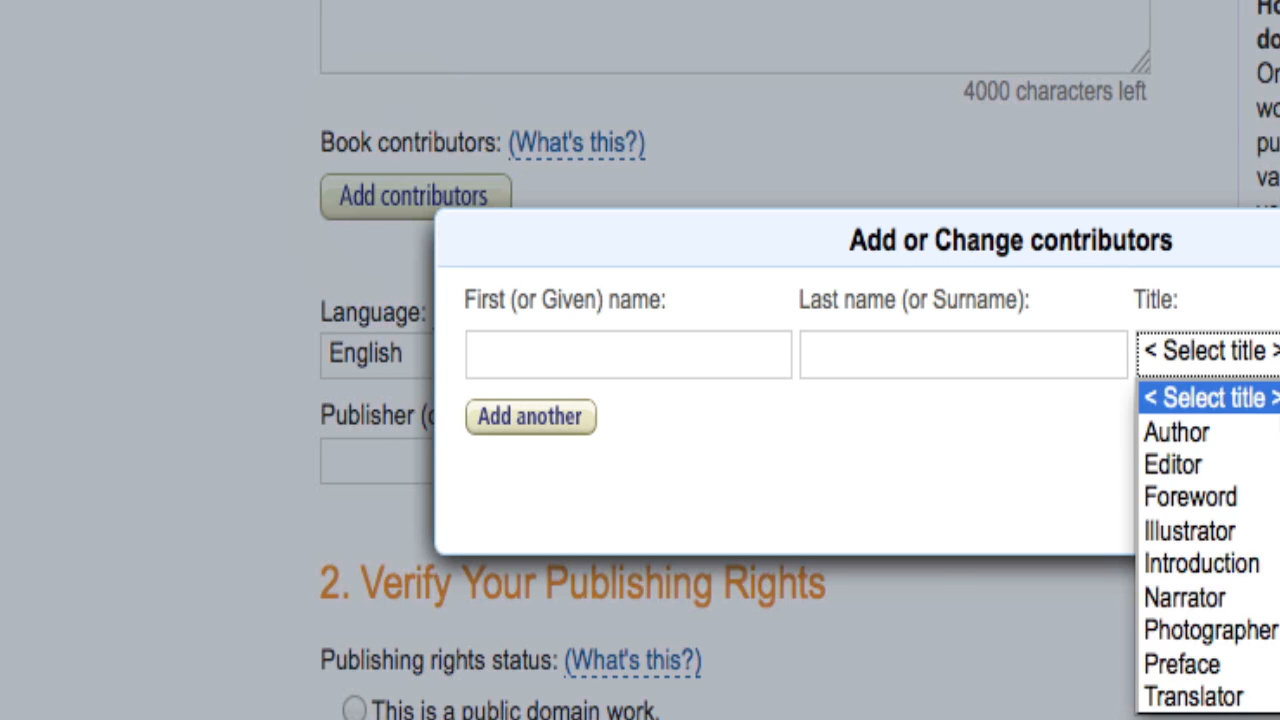 4000 characters left
Book contributors: (What's this?)
Add contributors
Add or Change contributors
First (or Given) name: Last name (or Surname): Title:
< Select title >
< Select title >
Add another
Author
Editor
Foreword
Illustrator
Introduction
Narrator
Photographer
Preface
Translator
Language:
English
Publisher
2. Verify Your Publishing Rights
Publishing rights status: (What's this?)
This is a public domain work.